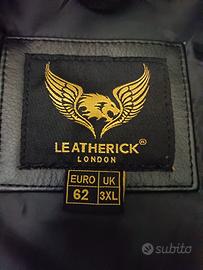 LEATHERICK®
LONDON
EURO UK
62 3XL
subito